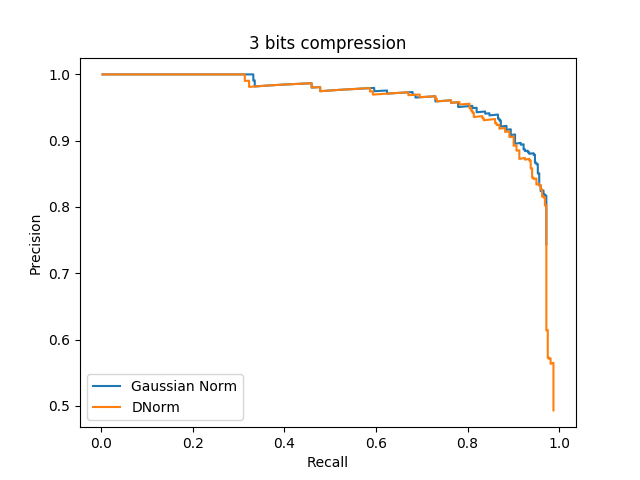 3 bits compression
1.0
0.9
0.8
0.7
0.6
0.5
Precision
Gaussian Norm
DNorm
0.0 0.2 0.4 0.6 0.8 1.0
Recall